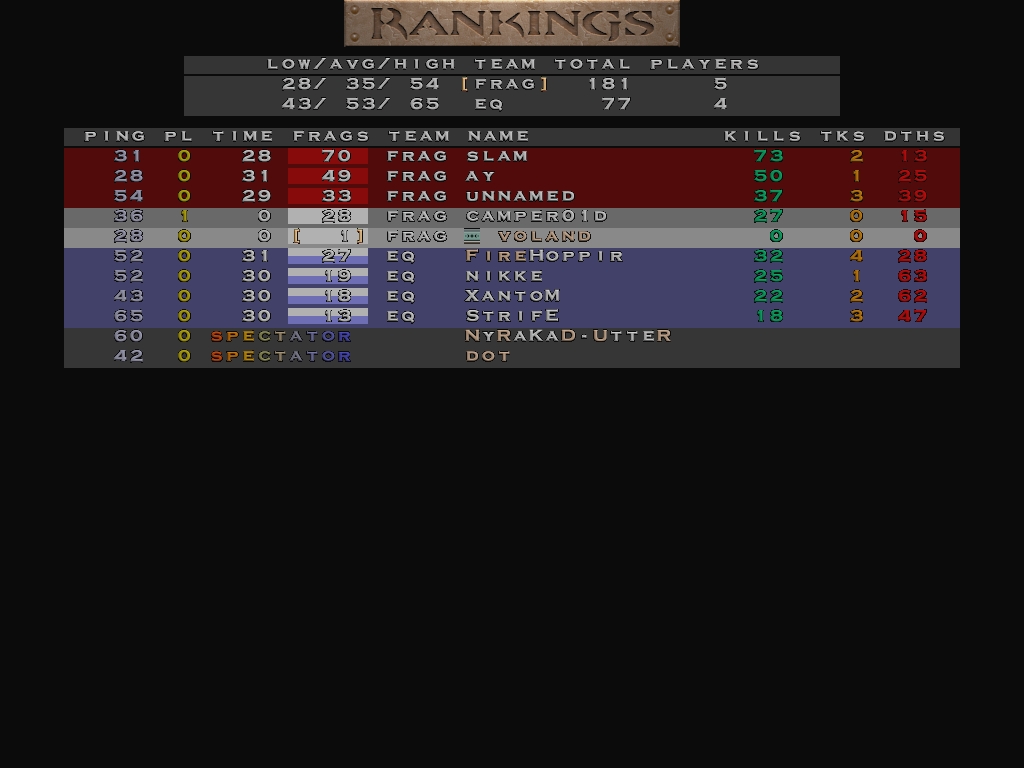 RANKINGS
LOW/AVG/HIGH TEAM TOTAL PLAYERS
28/ 35/ 54 [FRAG] 181 5
43/ 53/ 65 EQ 77 4
PING PL TIME FRAGS TEAM NAME KILLS TKS DTHS
31 0 28 70 FRAG SLAM 73 2 13
28 0 31 49 FRAG AY 50 1 25
54 0 29 33 FRAG UNNAMED 37 3 39
36 1 0 28 FRAG CAMPER01D 27 0 15
28 0 0 [ 1] FRAG VOLAND 0 0 0
52 0 31 27 EQ FIREHOPPIR 32 4 28
52 0 30 19 EQ NIKKE 25 1 63
43 0 30 18 EQ XANTOM 22 2 62
65 0 30 13 EQ STRIFE 18 3 47
60 0 SPECTATOR NYRAKAD-UTTER
42 0 SPECTATOR DOT